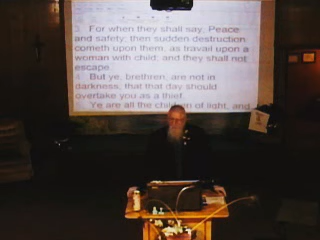 3 For when they shall say, Peace
and safety; then sudden destruction
cometh upon them, as travail upon a
woman with child; and they shall not
escape.
4 But ye, brethren, are not in
darkness, that that day should
overtake you as a thief.
Ye are all the children of light, and